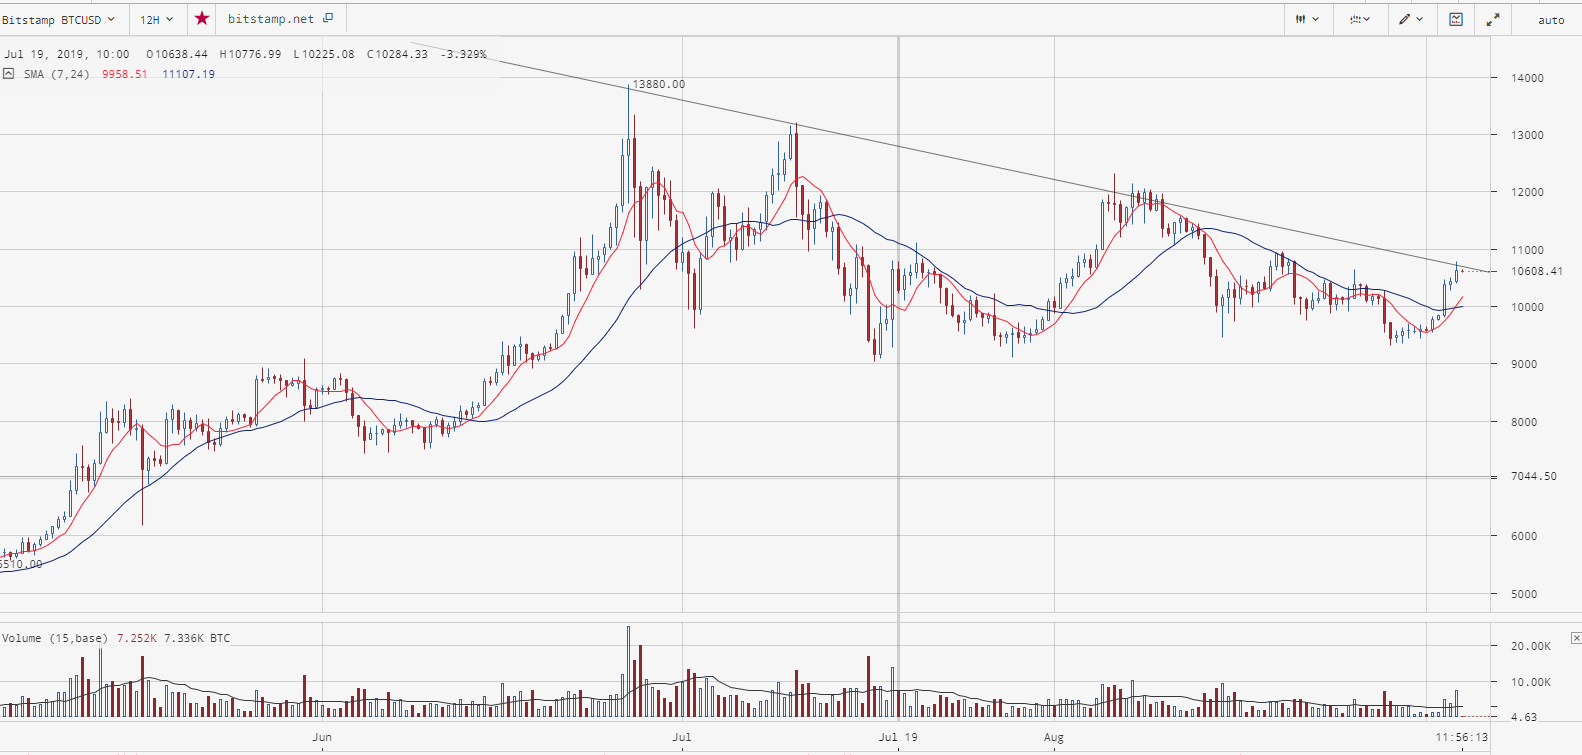 Bitstamp BTCUSD 12H bitstamp.net auto
Jul 19, 2019, 10:00 O10638.44 H10776.99 L10225.08 C10284.33 -3.329%
SMA (7,24) 9958.51 11107.19
13880.00
14000
13000
12000
11000
10608.41
10000
9000
8000
7044.50
6000
5510.00
5000
Volume (15,base) 7.252K 7.336K BTC
20.00K
10.00K
4.63
Jun Jul Jul 19 Aug 11:56:13